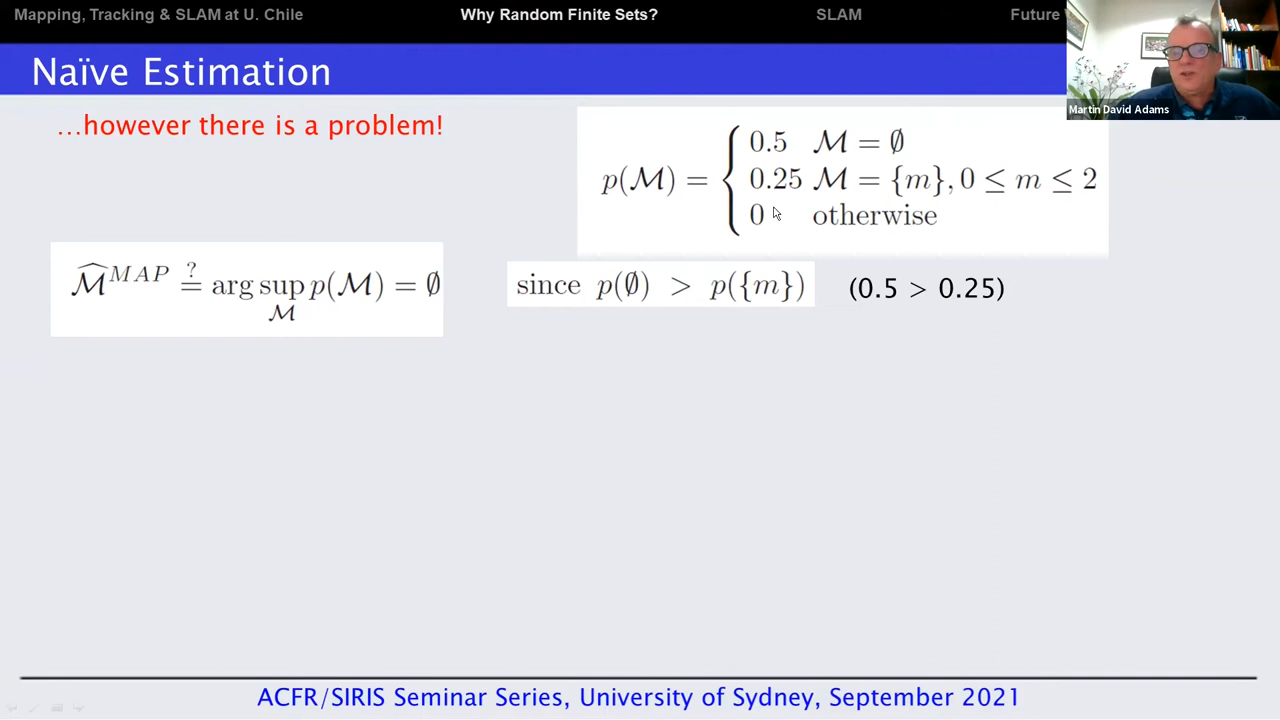 Mapping, Tracking & SLAM at U. Chile Why Random Finite Sets? SLAM Future
Naïve Estimation
Martin David Adams
…however there is a problem!
p(ℳ) = { 0.5 ℳ = ∅
0.25 ℳ = {m}, 0 ≤ m ≤ 2
0 otherwise
ℳ̂^{MAP} ≟ arg sup_ℳ p(ℳ) = ∅ since p(∅) > p({m}) (0.5 > 0.25)
ACFR/SIRIS Seminar Series, University of Sydney, September 2021